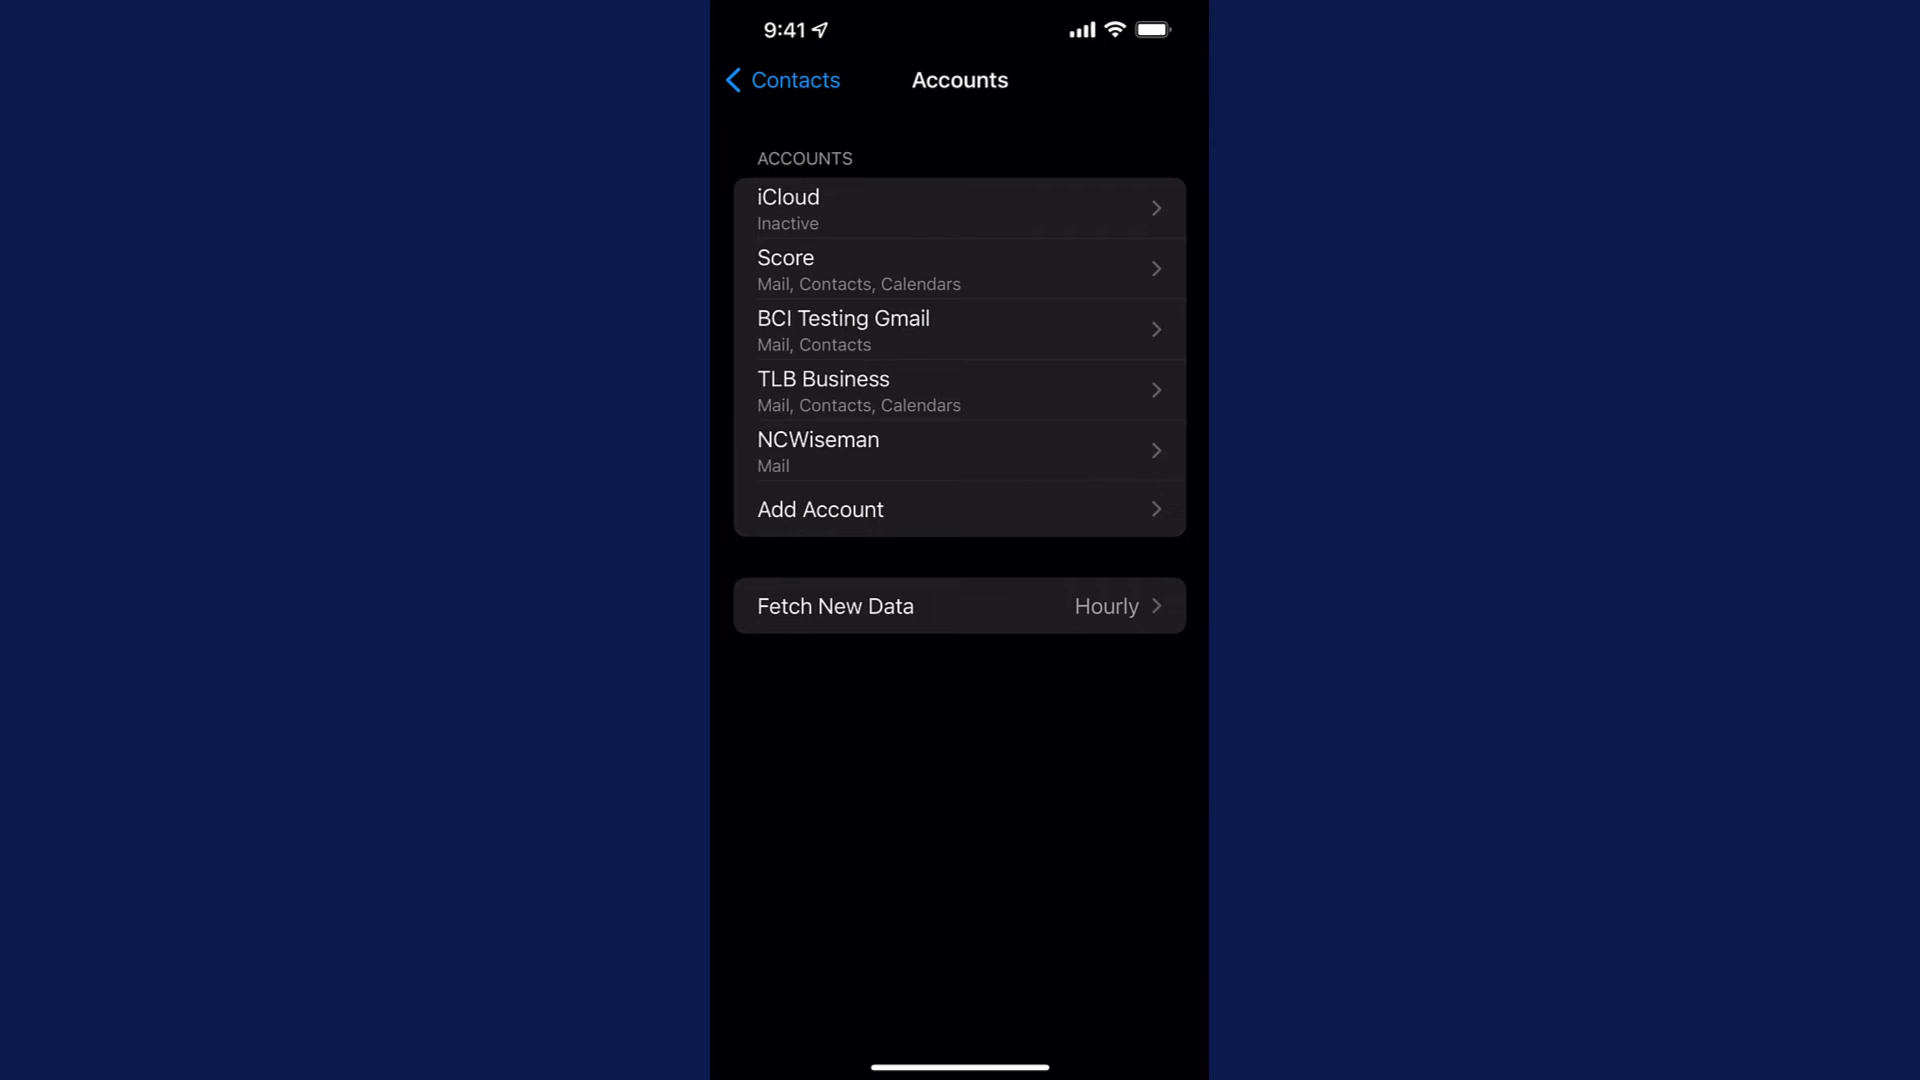 9:41
Contacts
Accounts
ACCOUNTS
iCloud
Inactive
Score
Mail, Contacts, Calendars
BCI Testing Gmail
Mail, Contacts
TLB Business
Mail, Contacts, Calendars
NCWiseman
Mail
Add Account
Fetch New Data Hourly